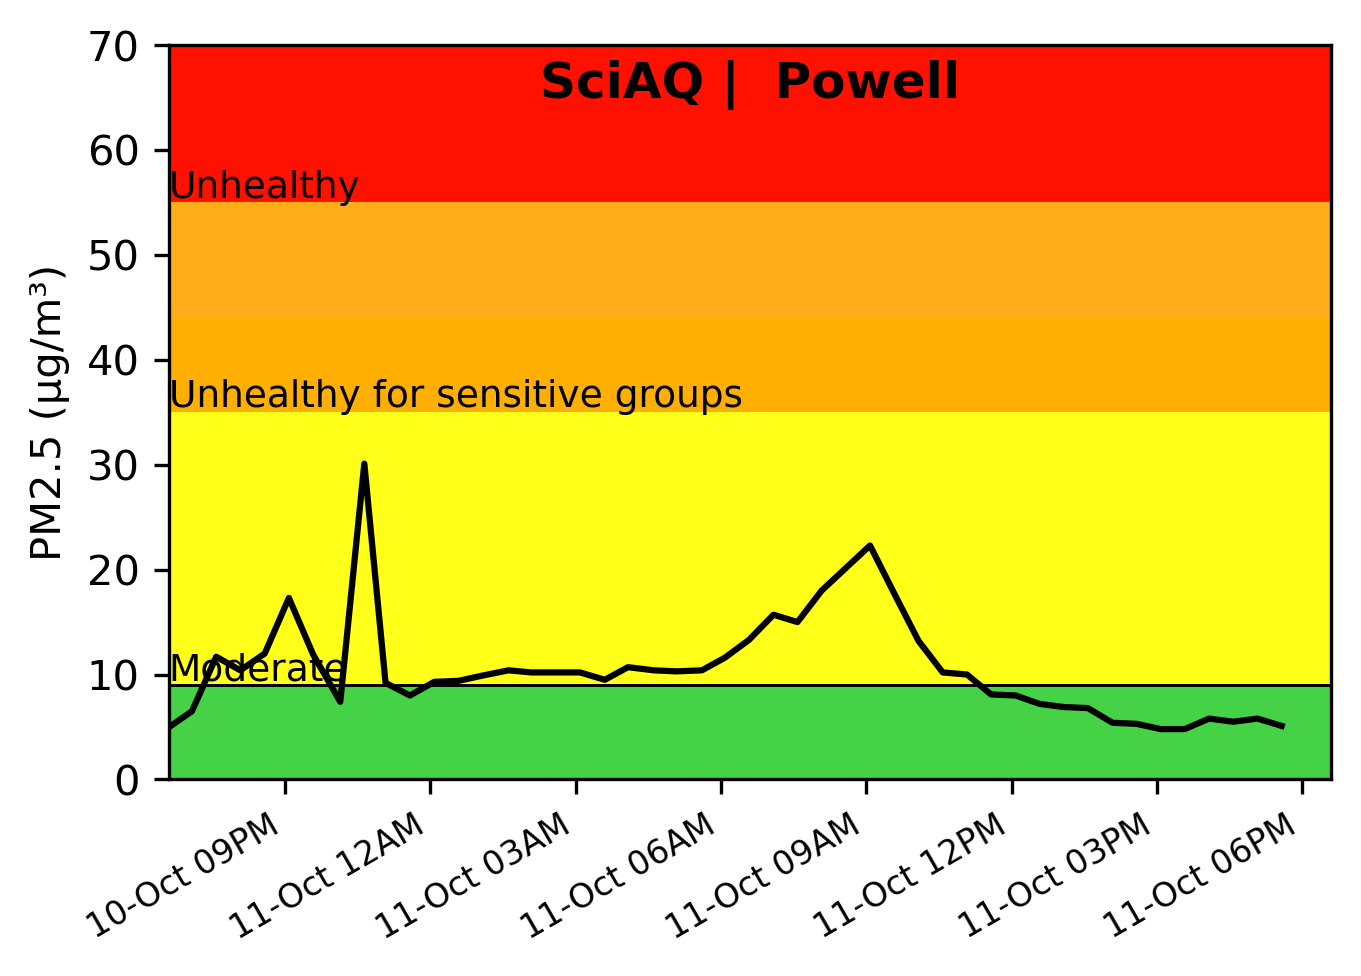 SciAQ |  Powell
PM2.5 (µg/m³)
70
60
50
40
30
20
10
0
Unhealthy
Unhealthy for sensitive groups
Moderate
10-Oct 09PM
11-Oct 12AM
11-Oct 03AM
11-Oct 06AM
11-Oct 09AM
11-Oct 12PM
11-Oct 03PM
11-Oct 06PM